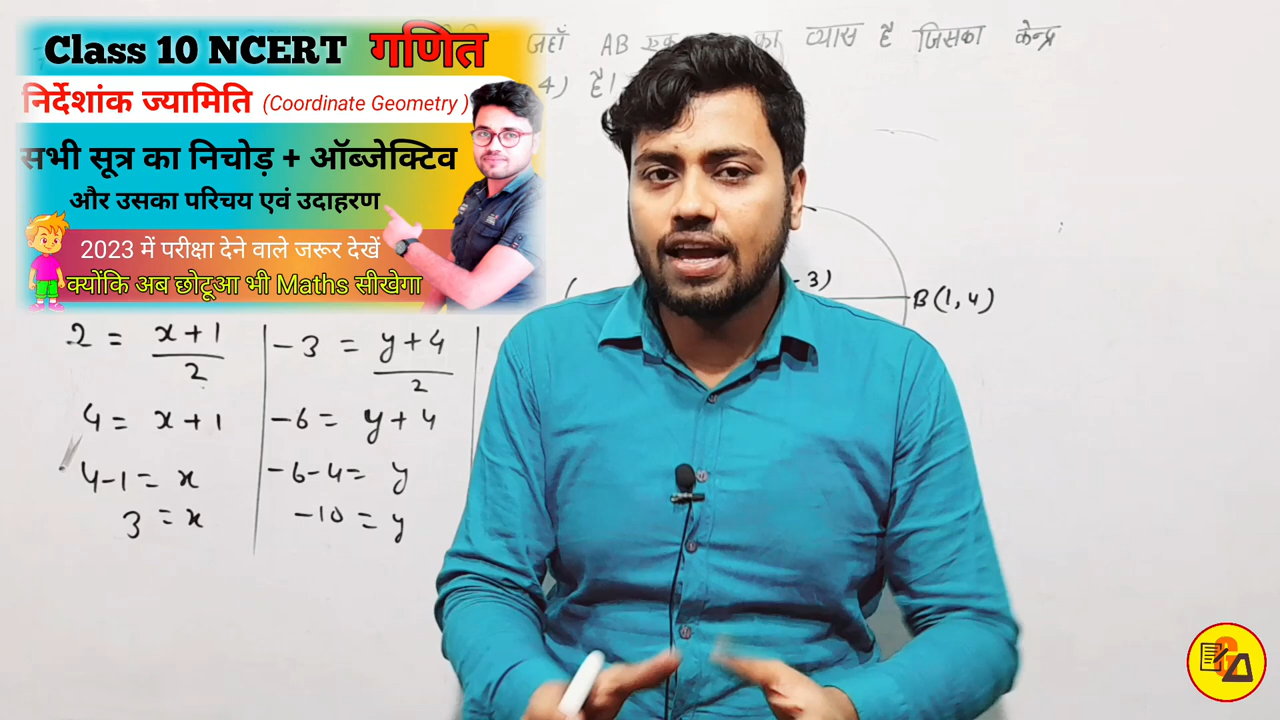 Class 10 NCERT गणित
निर्देशांक ज्यामिति (Coordinate Geometry)
सभी सूत्र का निचोड़ + ऑब्जेक्टिव
और उसका परिचय एवं उदाहरण
2023 में परीक्षा देने वाले जरूर देखें
क्योंकि अब छोटूआ भी Maths सीखेगा
जहाँ AB एक का व्यास है जिसका केन्द्र
4) है।
(
-3)
B(1,4)
2 = x+1/2
4 = x+1
4-1 = x
3 = x
-3 = y+4/2
-6 = y+4
-6-4 = y
-10 = y